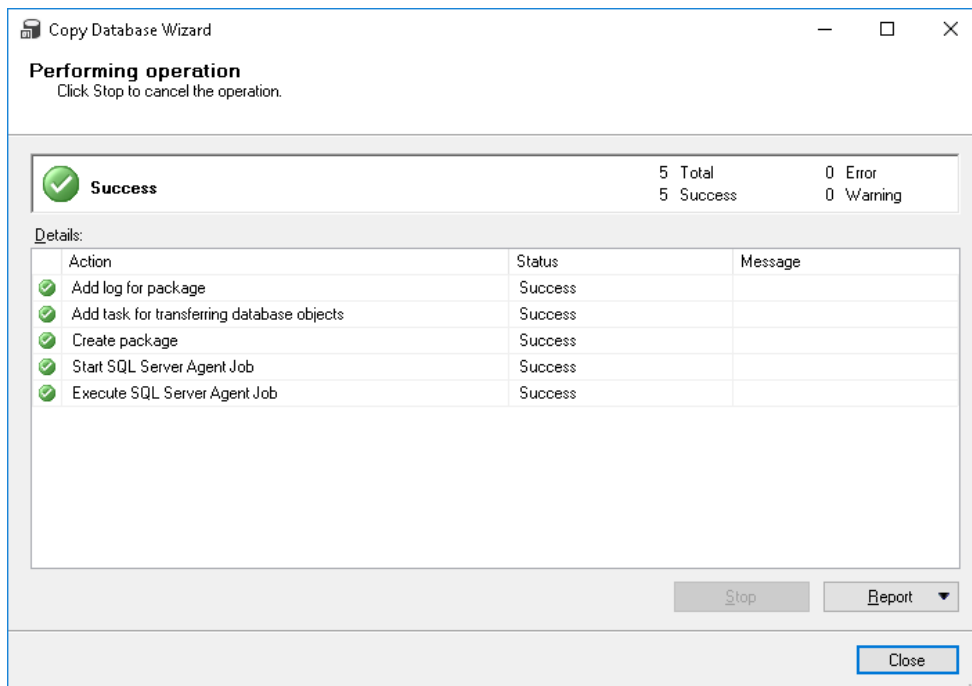 Copy Database Wizard
Performing operation
Click Stop to cancel the operation.
Success
5 Total 0 Error
5 Success 0 Warning
Details:
Action Status Message
Add log for package Success
Add task for transferring database objects Success
Create package Success
Start SQL Server Agent Job Success
Execute SQL Server Agent Job Success
Stop Report
Close